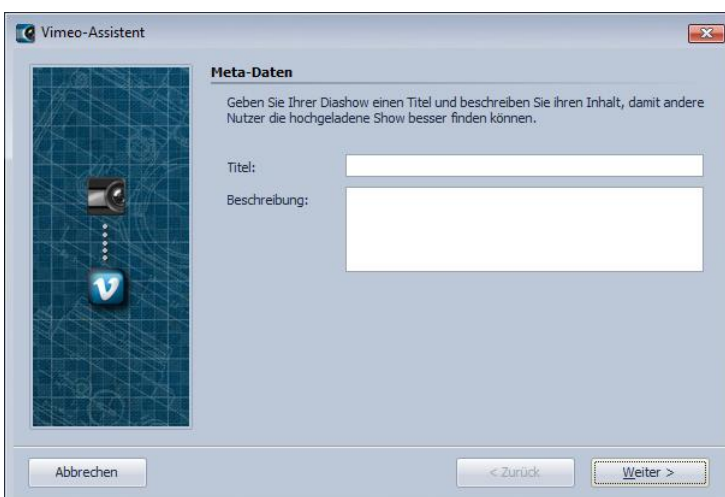 Vimeo-Assistent
Meta-Daten
Geben Sie Ihrer Diashow einen Titel und beschreiben Sie ihren Inhalt, damit andere
Nutzer die hochgeladene Show besser finden können.
Titel:
Beschreibung:
Abbrechen
< Zurück
Weiter >